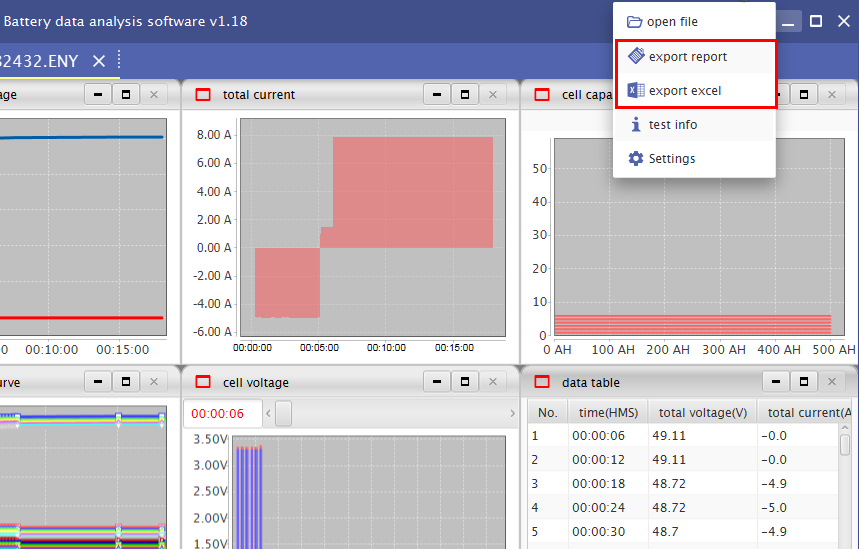 Battery data analysis software v1.18
open file
export report
export excel
test info
Settings
32432.ENY
total current
cell capa
8.00 A
6.00 A
4.00 A
2.00 A
0.00 A
-2.00 A
-4.00 A
-6.00 A
00:00:00 00:05:00 00:10:00 00:15:00
00:10:00 00:15:00
50
40
30
20
10
0
0 AH 100 AH 200 AH 300 AH 400 AH 500 AH
cell voltage
00:00:06
3.50V
3.00V
2.50V
2.00V
1.50V
data table
No. time(HMS) total voltage(V) total current(A
1 00:00:06 49.11 -0.0
2 00:00:12 49.11 -0.0
3 00:00:18 48.72 -4.9
4 00:00:24 48.72 -5.0
5 00:00:30 48.7 -4.9